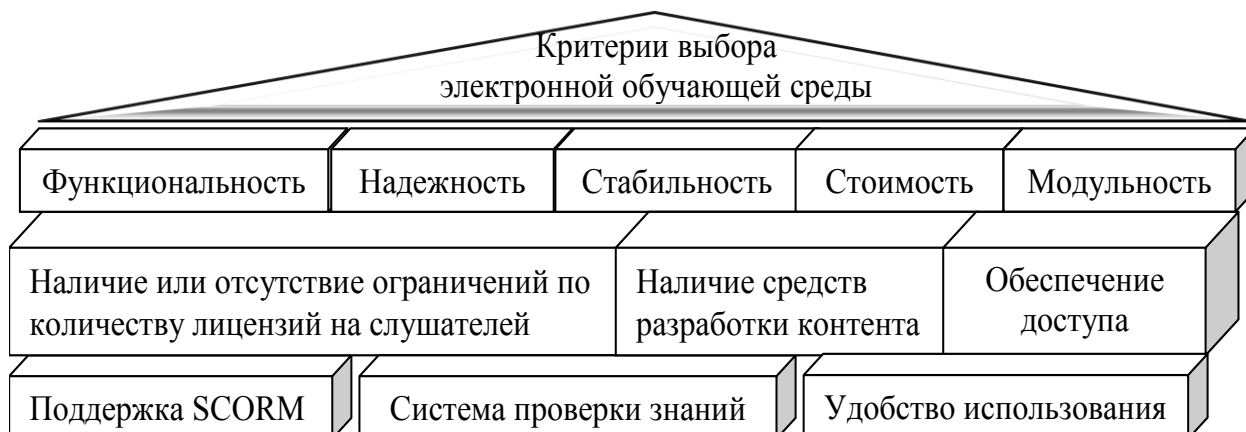 Критерии выбора
электронной обучающей среды
Функциональность
Надежность
Стабильность
Стоимость
Модульность
Наличие или отсутствие ограничений по
количеству лицензий на слушателей
Наличие средств
разработки контента
Обеспечение
доступа
Поддержка SCORM
Система проверки знаний
Удобство использования